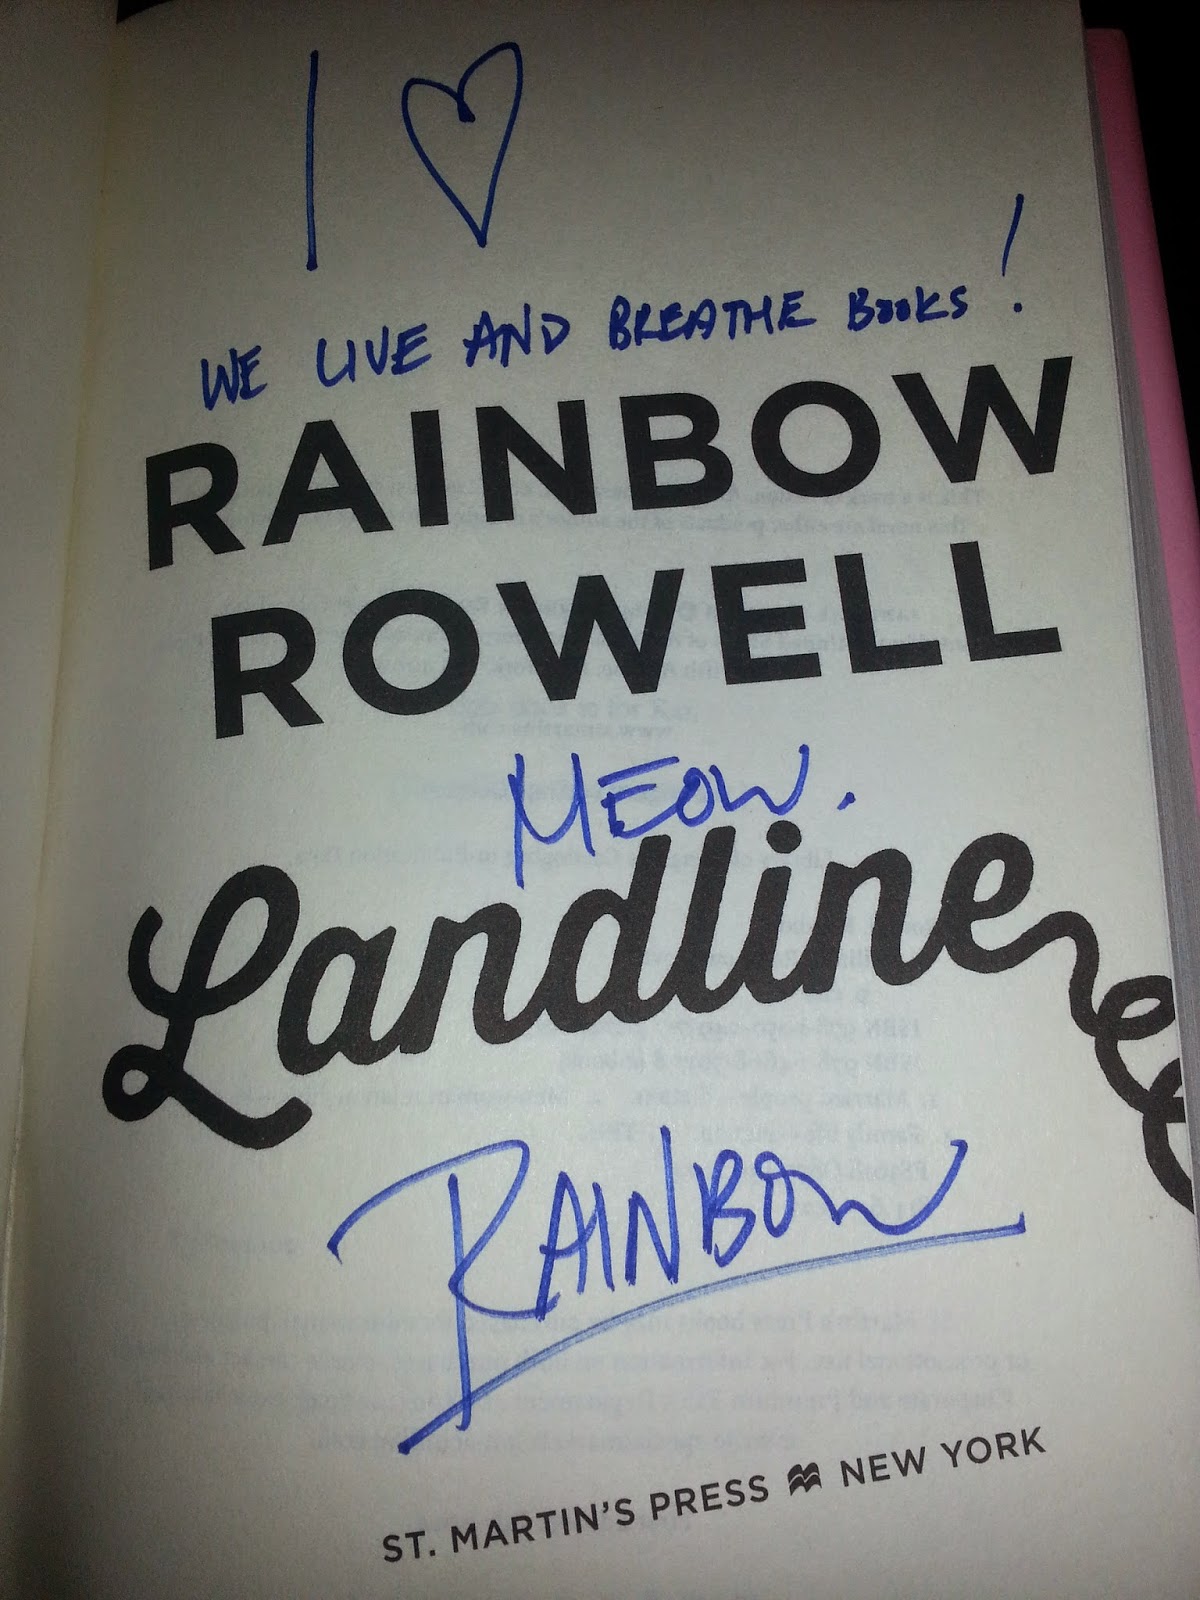 I ♥
WE LIVE AND BREATHE BOOKS!
RAINBOW
ROWELL
MEOW.
Landline
RAINBOW
ST. MARTIN'S PRESS NEW YORK